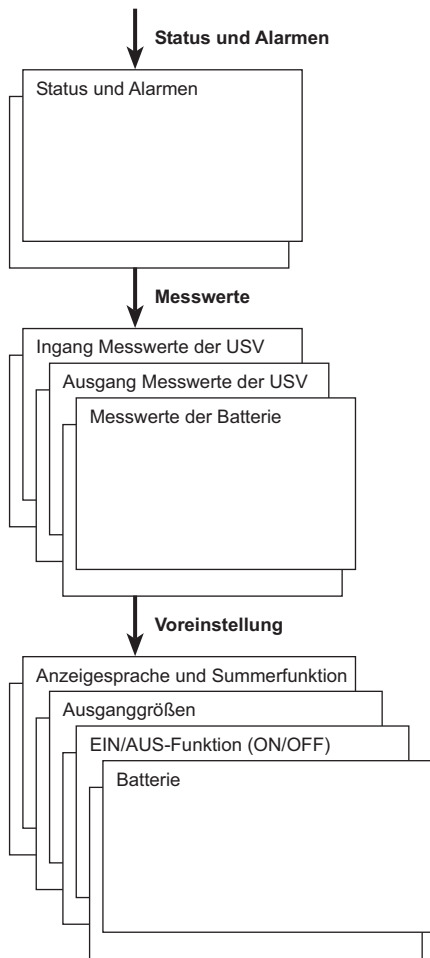 Status und Alarmen
Status und Alarmen
Messwerte
Ingang Messwerte der USV
Ausgang Messwerte der USV
Messwerte der Batterie
Voreinstellung
Anzeigesprache und Summerfunktion
Ausganggrößen
EIN/AUS-Funktion (ON/OFF)
Batterie